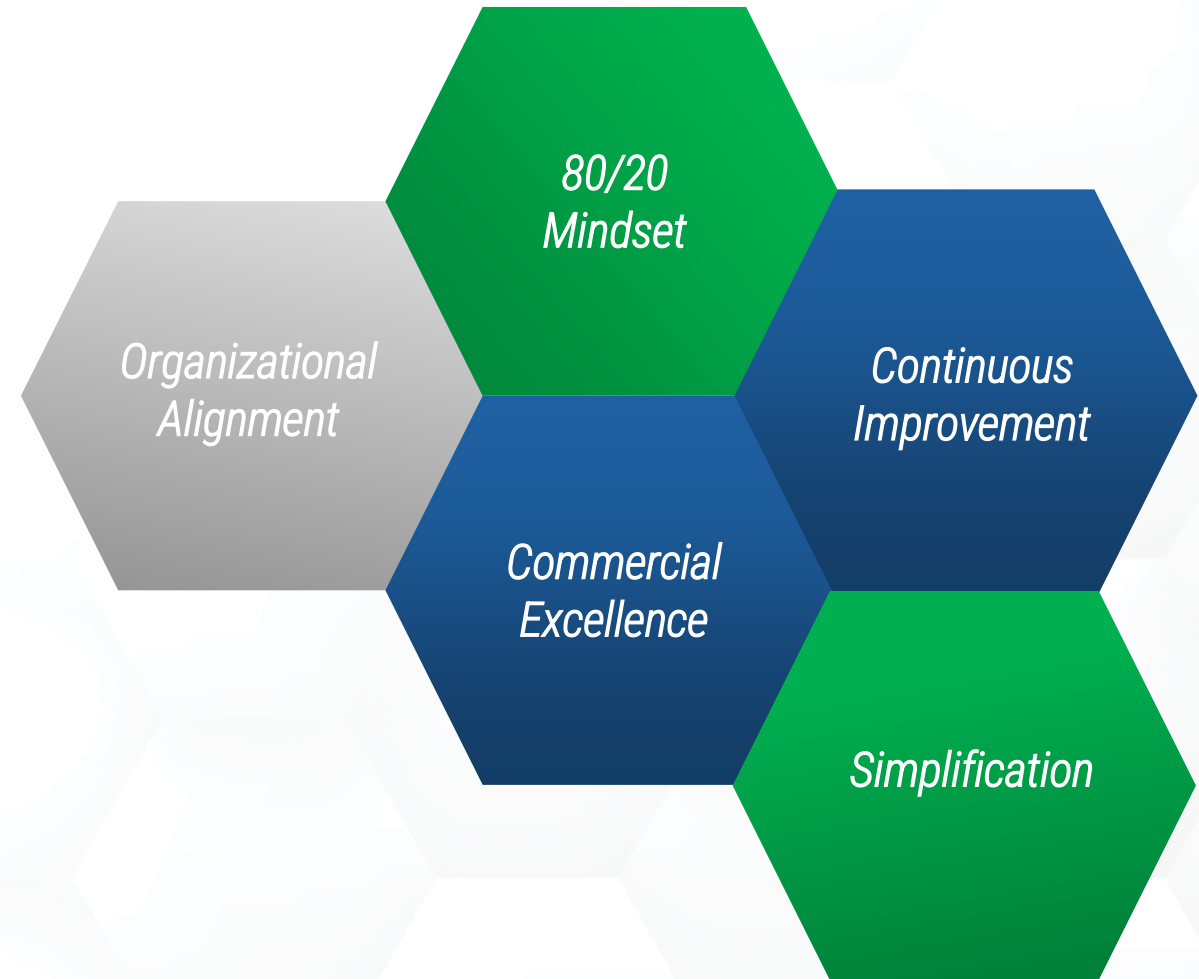 80/20
Mindset
Organizational
Alignment
Continuous
Improvement
Commercial
Excellence
Simplification